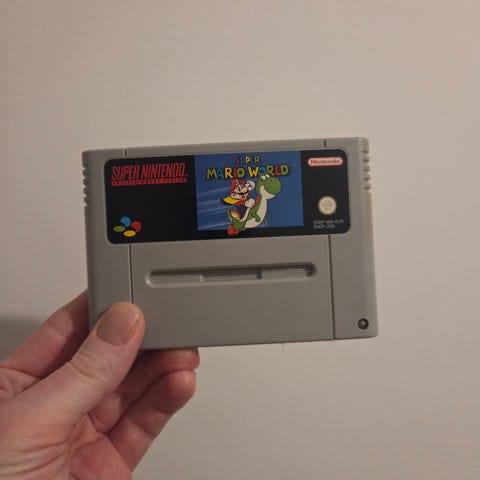 SUPER NINTENDO
ENTERTAINMENT SYSTEM
SUPER
MARIO WORLD
Nintendo